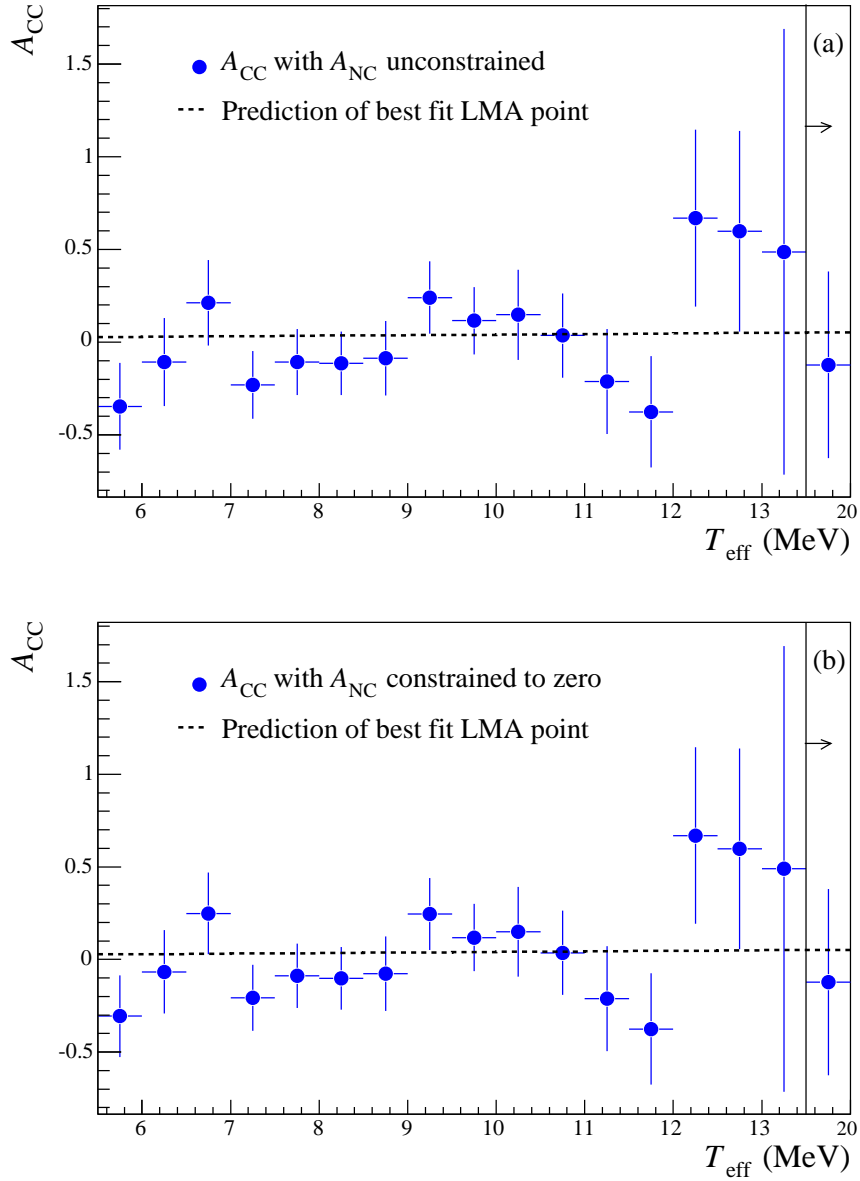 A_CC
(a)
A_CC with A_NC unconstrained
Prediction of best fit LMA point
1.5
1
0.5
0
-0.5
6 7 8 9 10 11 12 13 20
T_eff (MeV)
A_CC
(b)
A_CC with A_NC constrained to zero
Prediction of best fit LMA point
1.5
1
0.5
0
-0.5
6 7 8 9 10 11 12 13 20
T_eff (MeV)